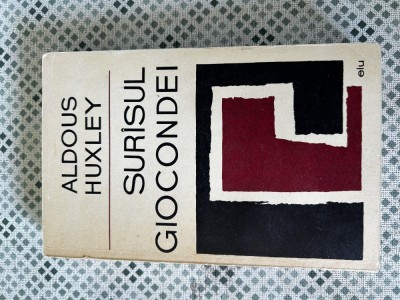 ALDOUS
HUXLEY
SURÎSUL
GIOCONDEI
elu